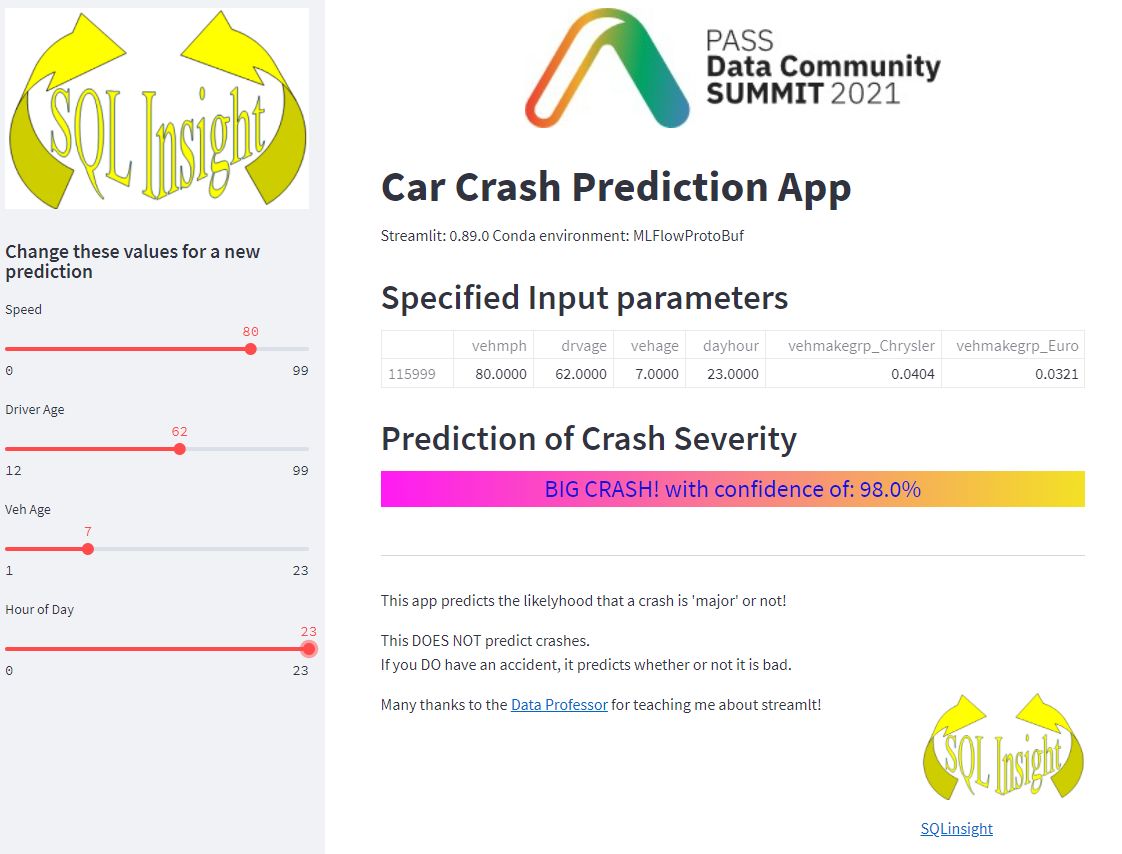 SQL Insight
Change these values for a new
prediction
Speed
80
0 99
Driver Age
62
12 99
Veh Age
7
1 23
Hour of Day
23
0 23
PASS
Data Community
SUMMIT 2021
Car Crash Prediction App
Streamlit: 0.89.0 Conda environment: MLFlowProtoBuf
Specified Input parameters
vehmph drvage vehage dayhour vehmakegrp_Chrysler vehmakegrp_Euro
115999 80.0000 62.0000 7.0000 23.0000 0.0404 0.0321
Prediction of Crash Severity
BIG CRASH! with confidence of: 98.0%
This app predicts the likelyhood that a crash is 'major' or not!
This DOES NOT predict crashes.
If you DO have an accident, it predicts whether or not it is bad.
Many thanks to the Data Professor for teaching me about streamlt!
SQL Insight
SQLinsight